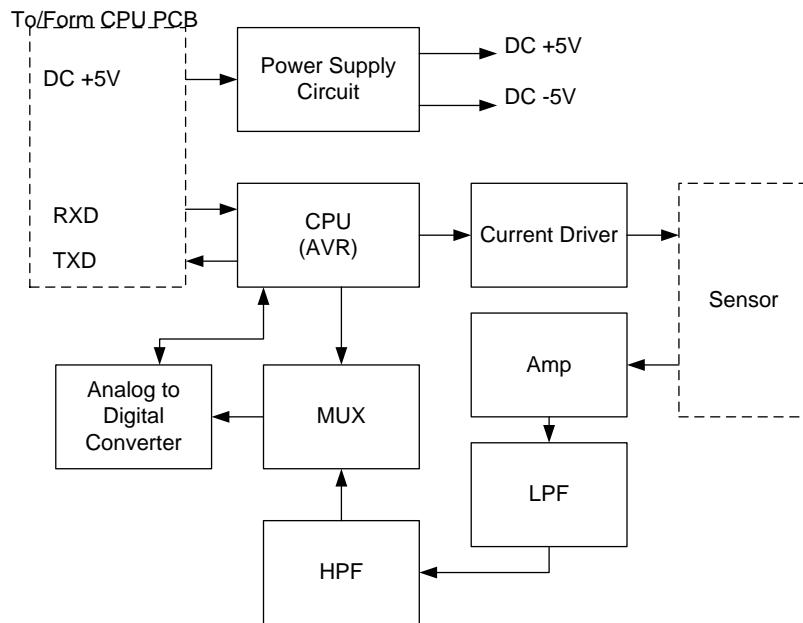 To/Form CPU PCB
DC +5V
Power Supply
Circuit
DC +5V
DC -5V
RXD
TXD
CPU
(AVR)
Current Driver
Sensor
Amp
Analog to
Digital
Converter
MUX
LPF
HPF